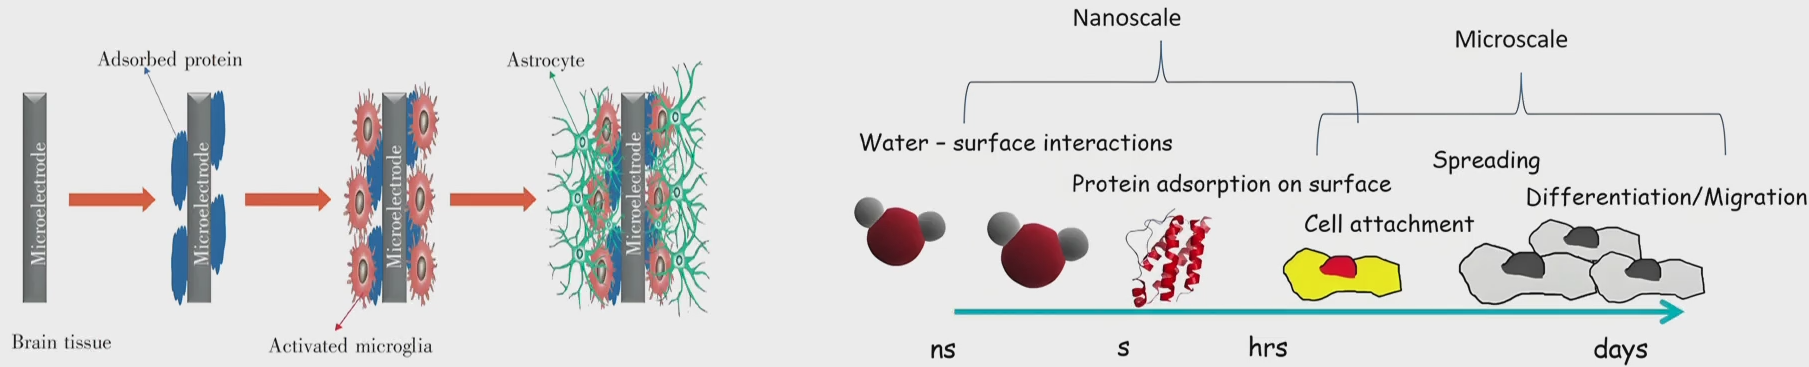 Adsorbed protein
Astrocyte
Microelectrode
Microelectrode
Microelectrode
Microelectrode
Brain tissue
Activated microglia
Nanoscale
Microscale
Water – surface interactions
Spreading
Protein adsorption on surface
Differentiation/Migration
Cell attachment
ns
s
hrs
days